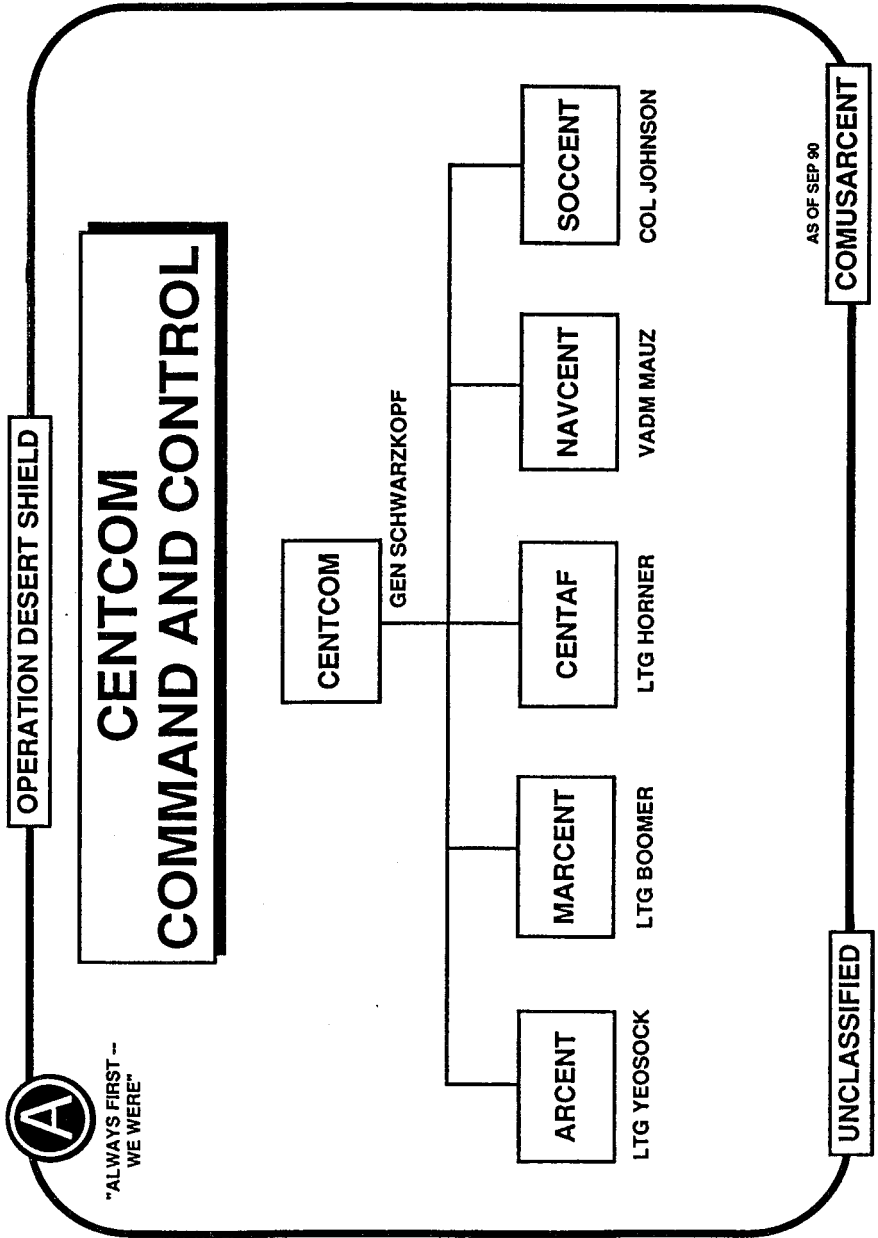 OPERATION DESERT SHIELD
A
"ALWAYS FIRST --
WE WERE"
CENTCOM
COMMAND AND CONTROL
CENTCOM
GEN SCHWARZKOPF
ARCENT
MARCENT
CENTAF
NAVCENT
SOCCENT
LTG YEOSOCK
LTG BOOMER
LTG HORNER
VADM MAUZ
COL JOHNSON
AS OF SEP 90
UNCLASSIFIED
COMUSARCENT